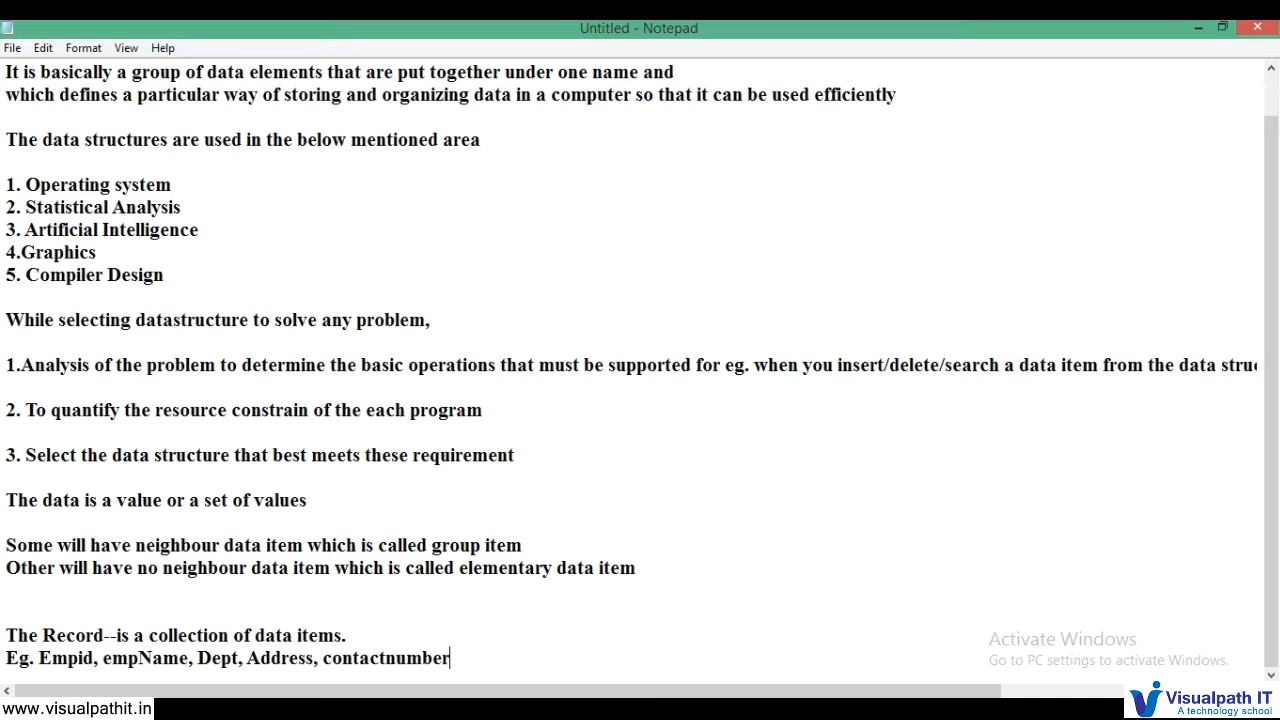 Untitled - Notepad
File Edit Format View Help
It is basically a group of data elements that are put together under one name and
which defines a particular way of storing and organizing data in a computer so that it can be used efficiently
The data structures are used in the below mentioned area
1. Operating system
2. Statistical Analysis
3. Artificial Intelligence
4.Graphics
5. Compiler Design
While selecting datastructure to solve any problem,
1.Analysis of the problem to determine the basic operations that must be supported for eg. when you insert/delete/search a data item from the data stru
2. To quantify the resource constrain of the each program
3. Select the data structure that best meets these requirement
The data is a value or a set of values
Some will have neighbour data item which is called group item
Other will have no neighbour data item which is called elementary data item
The Record--is a collection of data items.
Eg. Empid, empName, Dept, Address, contactnumber
Activate Windows
Go to PC settings to activate Windows.
www.visualpathit.in
Visualpath IT
A technology school